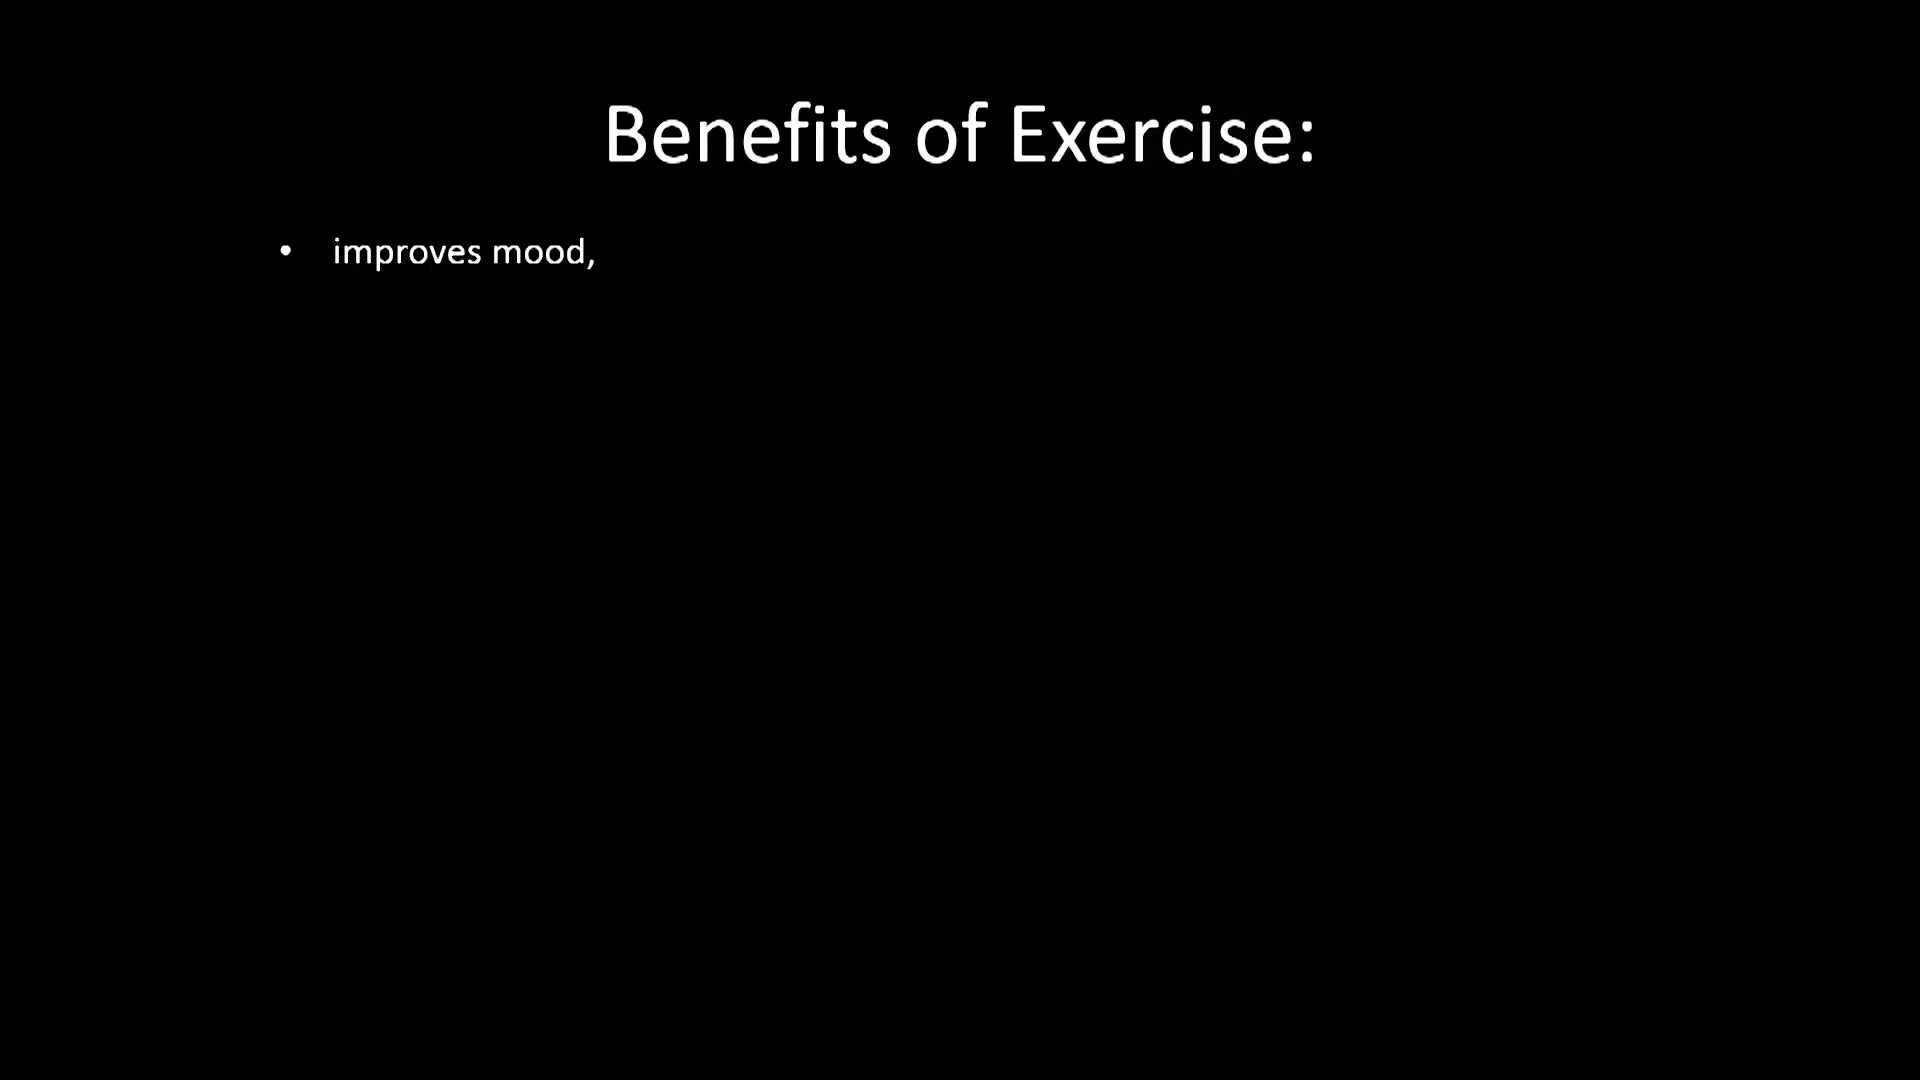 Benefits of Exercise:
• improves mood,